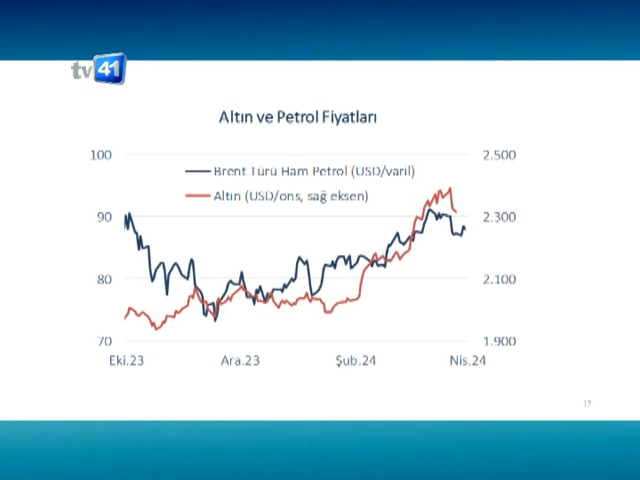 tv41
Altın ve Petrol Fiyatları
100
2.500
Brent Türü Ham Petrol (USD/varil)
Altın (USD/ons, sağ eksen)
90
2.300
80
2.100
70
1.900
Eki.23
Ara.23
Şub.24
Nis.24
17